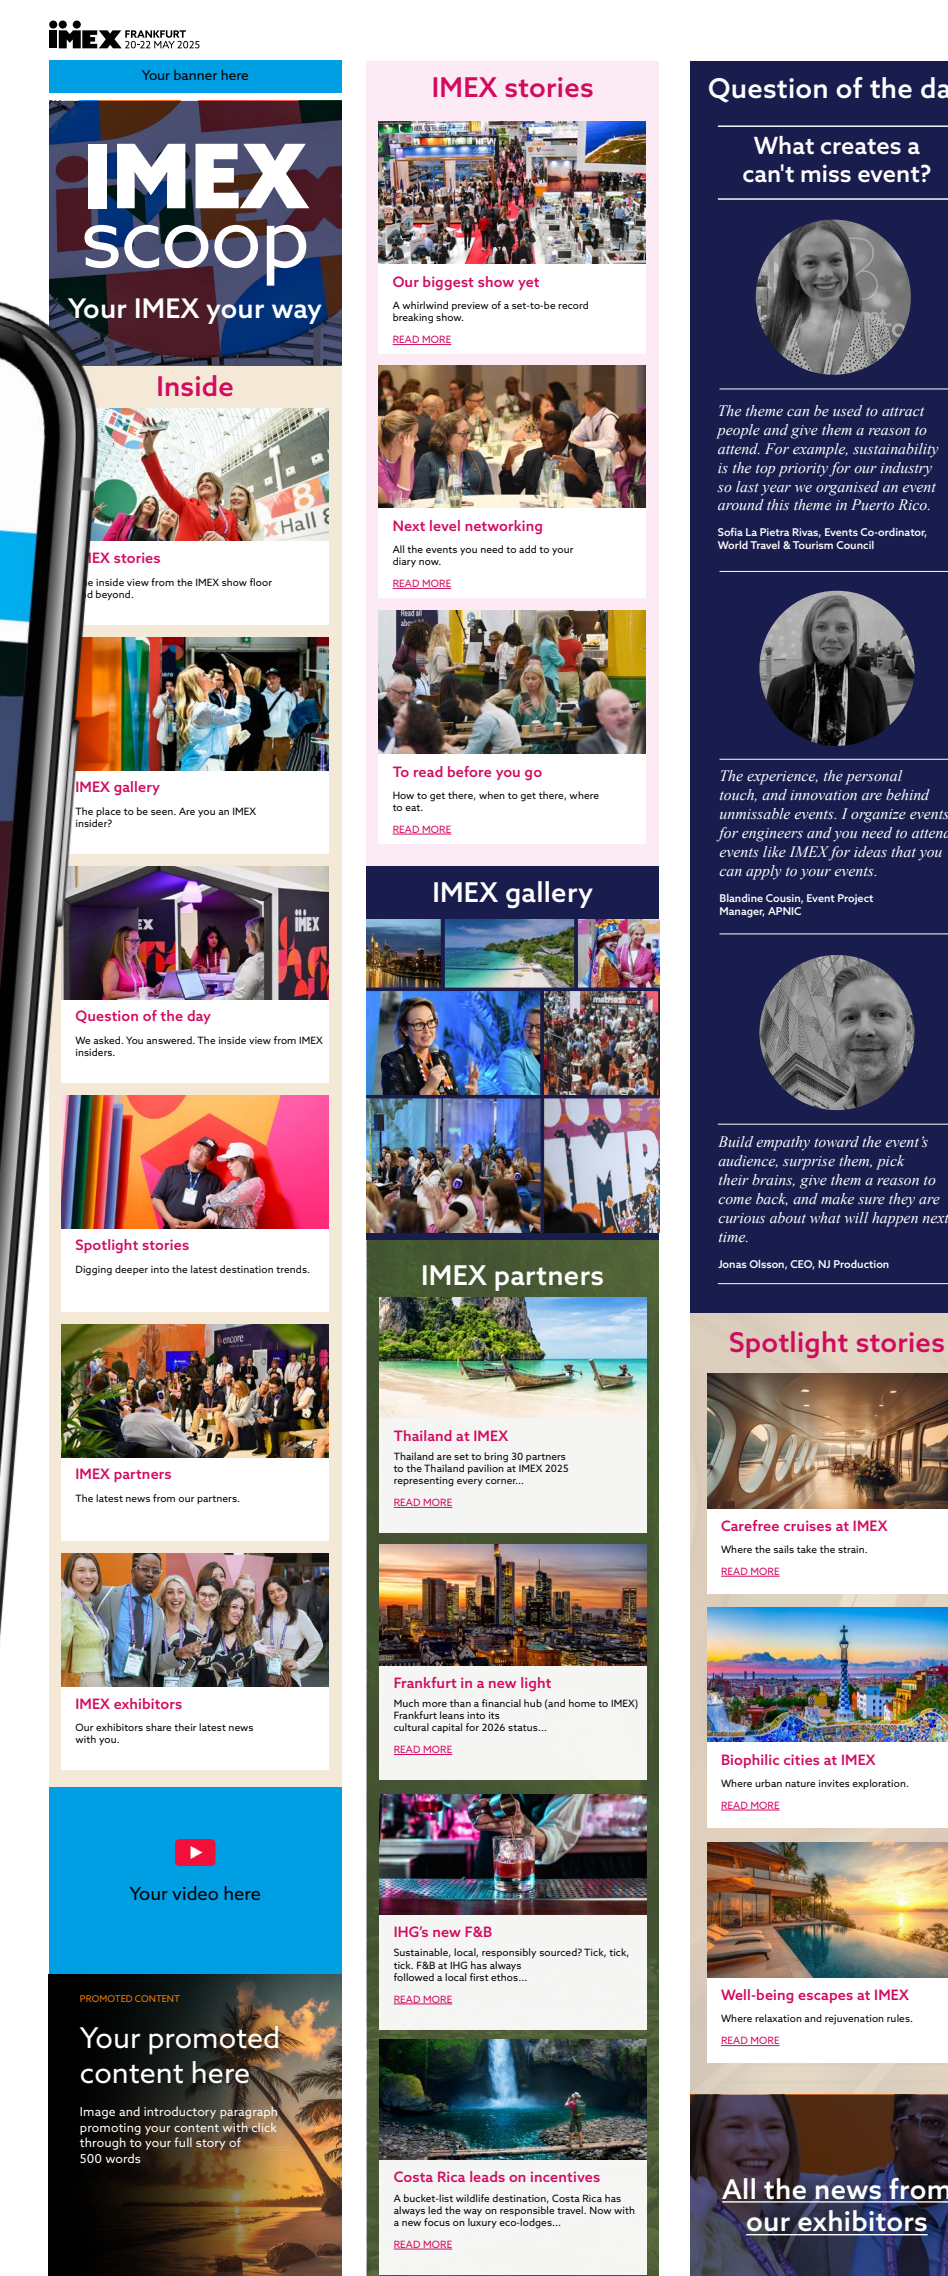 IMEX FRANKFURT
20-22 MAY 2025
Your banner here
IMEX
scoop
Your IMEX your way
Inside
Hall 8
IMEX stories
inside view from the IMEX show floor
beyond.
IMEX gallery
The place to be seen. Are you an IMEX
insider?
EX
IMEX
Question of the day
We asked. You answered. The inside view from IMEX
insiders.
Spotlight stories
Digging deeper into the latest destination trends.
encore
IMEX partners
The latest news from our partners.
IMEX exhibitors
Our exhibitors share their latest news
with you.
Your video here
PROMOTED CONTENT
Your promoted
content here
Image and introductory paragraph
promoting your content with click
through to your full story of
500 words
IMEX stories
Our biggest show yet
A whirlwind preview of a set-to-be record
breaking show.
READ MORE
Next level networking
All the events you need to add to your
diary now.
READ MORE
Read all
about
To read before you go
How to get there, when to get there, where
to eat.
READ MORE
IMEX gallery
IMP
IMEX partners
Thailand at IMEX
Thailand are set to bring 30 partners
to the Thailand pavilion at IMEX 2025
representing every corner...
READ MORE
Frankfurt in a new light
Much more than a financial hub (and home to IMEX)
Frankfurt leans into its
cultural capital for 2026 status...
READ MORE
IHG's new F&B
Sustainable, local, responsibly sourced? Tick, tick,
tick. F&B at IHG has always
followed a local first ethos...
READ MORE
Costa Rica leads on incentives
A bucket-list wildlife destination, Costa Rica has
always led the way on responsible travel. Now with
a new focus on luxury eco-lodges...
READ MORE
Question of the da
What creates a
can't miss event?
The theme can be used to attract
people and give them a reason to
attend. For example, sustainability
is the top priority for our industry
so last year we organised an event
around this theme in Puerto Rico.
Sofia La Pietra Rivas, Events Co-ordinator,
World Travel & Tourism Council
The experience, the personal
touch, and innovation are behind
unmissable events. I organize events
for engineers and you need to attend
events like IMEX for ideas that you
can apply to your events.
Blandine Cousin, Event Project
Manager, APNIC
Build empathy toward the event's
audience, surprise them, pick
their brains, give them a reason to
come back, and make sure they are
curious about what will happen next
time.
Jonas Olsson, CEO, NJ Production
Spotlight stories
Carefree cruises at IMEX
Where the sails take the strain.
READ MORE
Biophilic cities at IMEX
Where urban nature invites exploration.
READ MORE
Well-being escapes at IMEX
Where relaxation and rejuvenation rules.
READ MORE
All the news from
our exhibitors